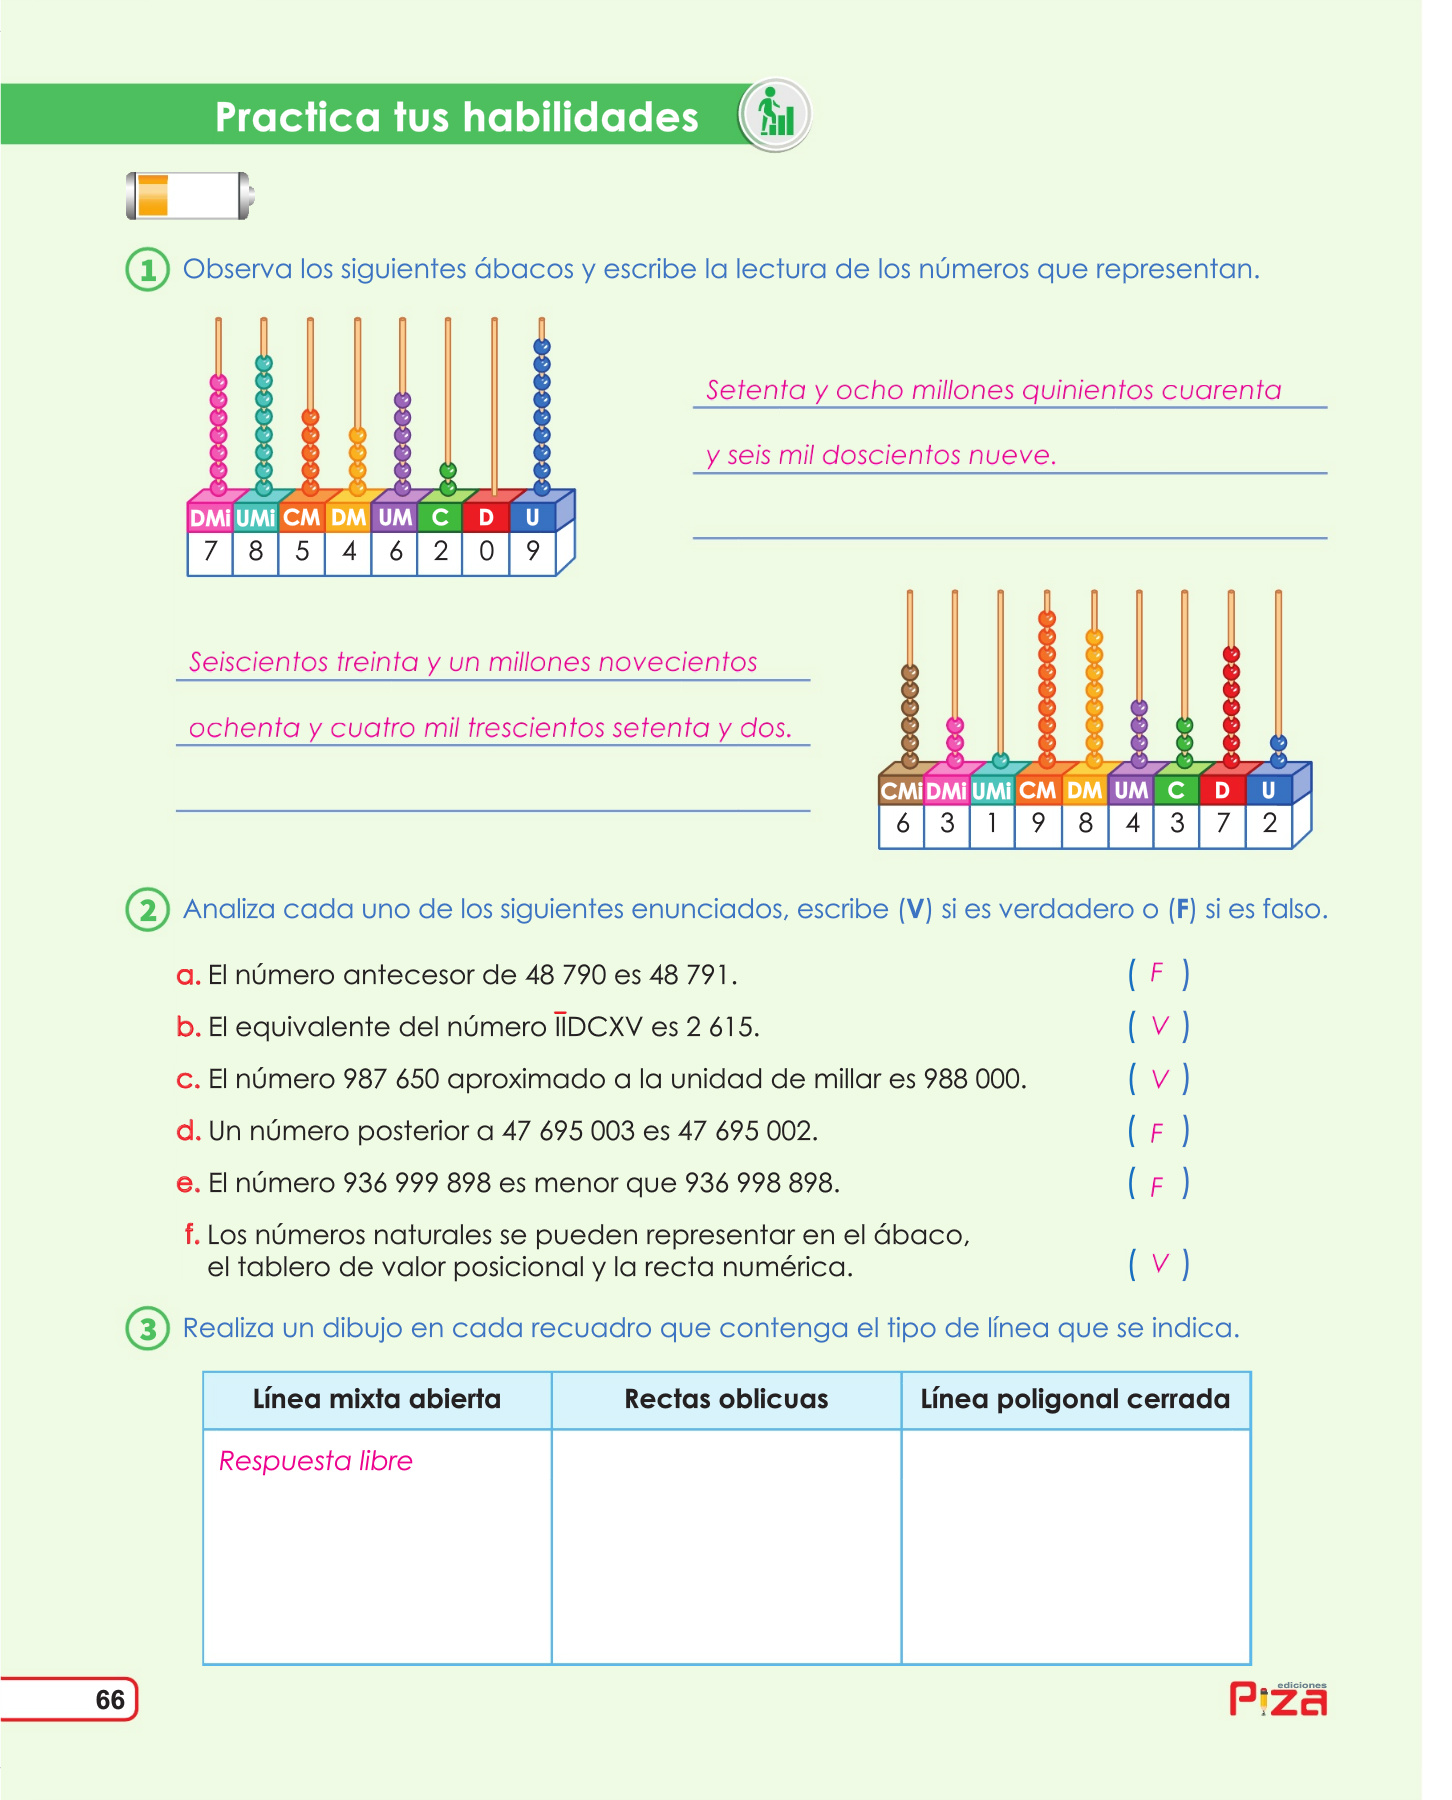 Practica tus habilidades
1 Observa los siguientes ábacos y escribe la lectura de los números que representan.
DMi UMi CM DM UM C D U
7 8 5 4 6 2 0 9
Setenta y ocho millones quinientos cuarenta
y seis mil doscientos nueve.
Seiscientos treinta y un millones novecientos
ochenta y cuatro mil trescientos setenta y dos.
CMi DMi UMi CM DM UM C D U
6 3 1 9 8 4 3 7 2
2 Analiza cada uno de los siguientes enunciados, escribe (V) si es verdadero o (F) si es falso.
a. El número antecesor de 48 790 es 48 791. ( F )
b. El equivalente del número I̅I̅DCXV es 2 615. ( V )
c. El número 987 650 aproximado a la unidad de millar es 988 000. ( V )
d. Un número posterior a 47 695 003 es 47 695 002. ( F )
e. El número 936 999 898 es menor que 936 998 898. ( F )
f. Los números naturales se pueden representar en el ábaco,
el tablero de valor posicional y la recta numérica. ( V )
3 Realiza un dibujo en cada recuadro que contenga el tipo de línea que se indica.
Línea mixta abierta Rectas oblicuas Línea poligonal cerrada
Respuesta libre
66
ediciones
Piza